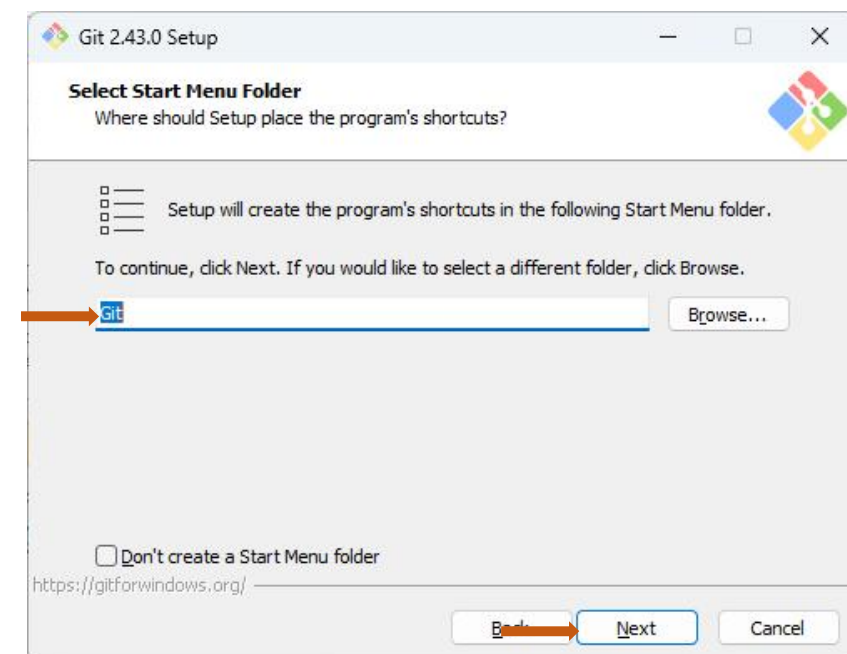 Git 2.43.0 Setup
Select Start Menu Folder
Where should Setup place the program's shortcuts?
Setup will create the program's shortcuts in the following Start Menu folder.
To continue, click Next. If you would like to select a different folder, click Browse.
Git
Browse...
Don't create a Start Menu folder
https://gitforwindows.org/
Next
Cancel